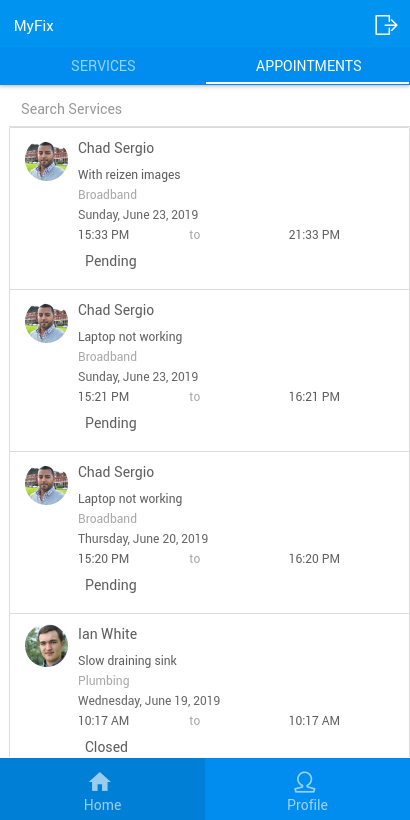 MyFix
SERVICES APPOINTMENTS
Search Services
Chad Sergio
With reizen images
Broadband
Sunday, June 23, 2019
15:33 PM to 21:33 PM
Pending
Chad Sergio
Laptop not working
Broadband
Sunday, June 23, 2019
15:21 PM to 16:21 PM
Pending
Chad Sergio
Laptop not working
Broadband
Thursday, June 20, 2019
15:20 PM to 16:20 PM
Pending
Ian White
Slow draining sink
Plumbing
Wednesday, June 19, 2019
10:17 AM to 10:17 AM
Closed
Home Profile